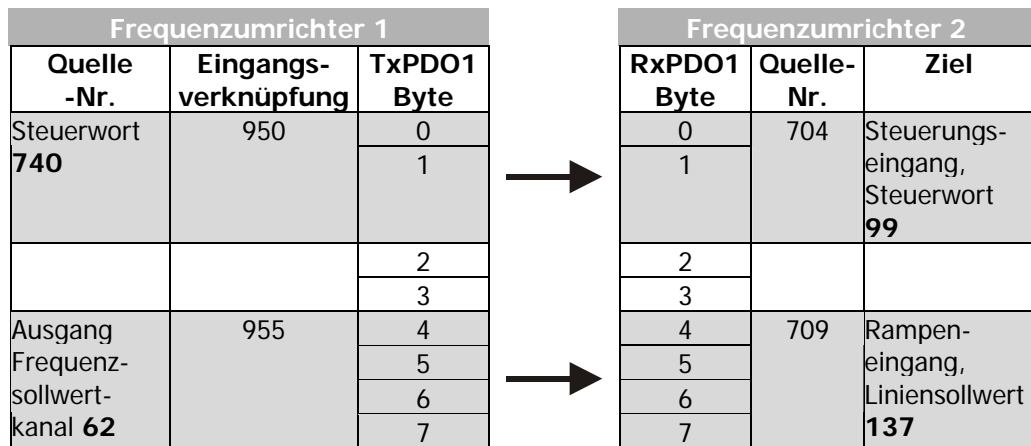 Frequenzumrichter 1
Frequenzumrichter 2
Quelle Eingangs- TxPDO1
-Nr. verknüpfung Byte
RxPDO1 Quelle- Ziel
Byte Nr.
Steuerwort 950 0
740 1
0 704 Steuerungs-
1 eingang,
Steuerwort
99
2
3
2
3
Ausgang 955 4
Frequenz- 5
sollwert- 6
kanal 62 7
4 709 Rampen-
5 eingang,
6 Liniensollwert
7 137